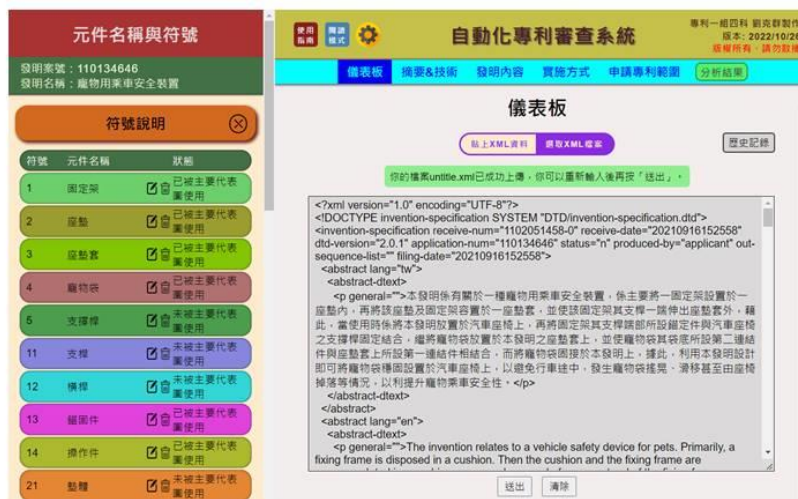 元件名稱與符號
發明案號：110134646
發明名稱：寵物用乘車安全裝置
符號說明
符號 元件名稱 狀態
1 固定架 已被主要代表圖使用
2 座墊 已被主要代表圖使用
3 座墊套 已被主要代表圖使用
4 寵物袋 已被主要代表圖使用
5 支撐桿 未被主要代表圖使用
11 支桿 未被主要代表圖使用
12 橫桿 未被主要代表圖使用
13 錨固件 已被主要代表圖使用
14 操作件 已被主要代表圖使用
21 墊體 未被主要代表圖使用
使用指南
閱讀模式
自動化專利審查系統
專利一組四科 劉克群製作
版本: 2022/10/26
版權所有，請勿散播
儀表板 摘要&技術 發明內容 實施方式 申請專利範圍 分析結果
儀表板
貼上XML資料 選取XML檔案
歷史記錄
你的檔案untitle.xml已成功上傳，你可以重新輸入後再按「送出」。
<?xml version="1.0" encoding="UTF-8"?>
<!DOCTYPE invention-specification SYSTEM "DTD/invention-specification.dtd">
<invention-specification receive-num="1102051458-0" receive-date="20210916152558"
dtd-version="2.0.1" application-num="110134646" status="n" produced-by="applicant" out-
sequence-list="" filing-date="20210916152558">
<abstract lang="tw">
<abstract-dtext>
<p general="">本發明係有關於一種寵物用乘車安全裝置，係主要將一固定架設置於一
座墊內，再將該座墊及固定架容置於一座墊套，並使該固定架其支桿一端伸出座墊套外，藉
此，當使用時係將本發明放置於汽車座椅上，再將固定架其支桿端部所設錨定件與汽車座椅
之支撐桿固定結合，繼將寵物袋放置於本發明之座墊套上，並使寵物袋其袋底所設第二連結
件與座墊套上所設第一連結件相結合，而將寵物袋固接於本發明上，據此，利用本發明設計
即可將寵物袋穩固設置於汽車座椅上，以避免行車途中，發生寵物袋搖晃、滑移甚至由座椅
掉落等情況，以利提升寵物乘車安全性。</p>
</abstract-dtext>
</abstract>
<abstract lang="en">
<abstract-dtext>
<p general="">The invention relates to a vehicle safety device for pets. Primarily, a
fixing frame is disposed in a cushion. Then the cushion and the fixing frame are
送出 清除